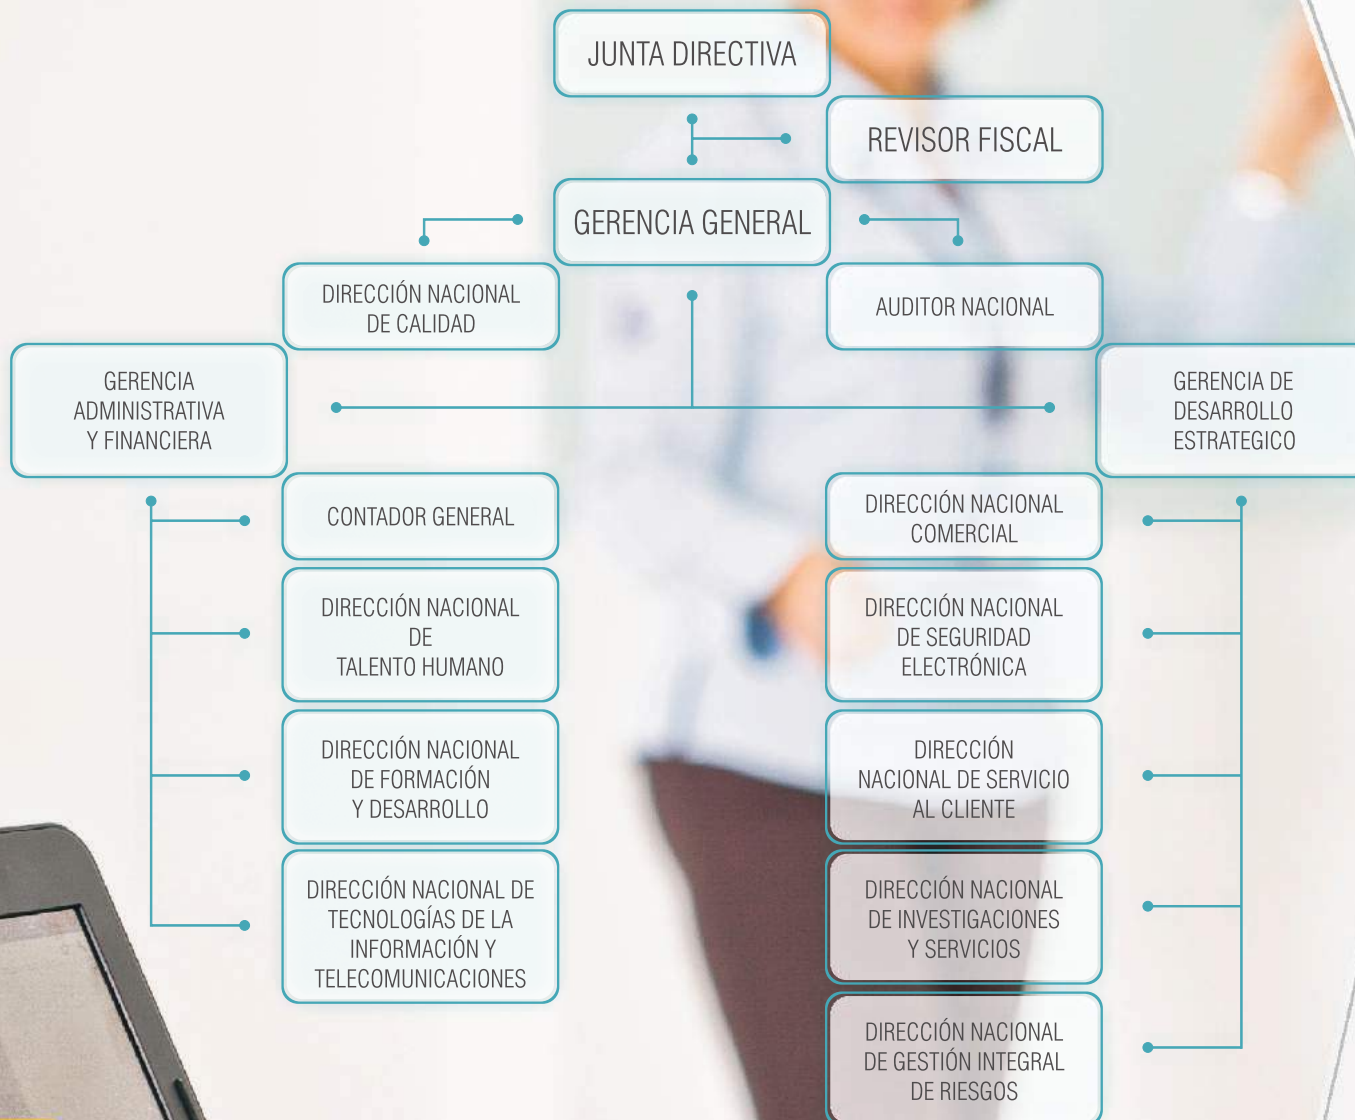 JUNTA DIRECTIVA
REVISOR FISCAL
GERENCIA GENERAL
DIRECCIÓN NACIONAL
DE CALIDAD
AUDITOR NACIONAL
GERENCIA
ADMINISTRATIVA
Y FINANCIERA
GERENCIA DE
DESARROLLO
ESTRATEGICO
CONTADOR GENERAL
DIRECCIÓN NACIONAL
DE
TALENTO HUMANO
DIRECCIÓN NACIONAL
DE FORMACIÓN
Y DESARROLLO
DIRECCIÓN NACIONAL DE
TECNOLOGÍAS DE LA
INFORMACIÓN Y
TELECOMUNICACIONES
DIRECCIÓN NACIONAL
COMERCIAL
DIRECCIÓN NACIONAL
DE SEGURIDAD
ELECTRÓNICA
DIRECCIÓN
NACIONAL DE SERVICIO
AL CLIENTE
DIRECCIÓN NACIONAL
DE INVESTIGACIONES
Y SERVICIOS
DIRECCIÓN NACIONAL
DE GESTIÓN INTEGRAL
DE RIESGOS